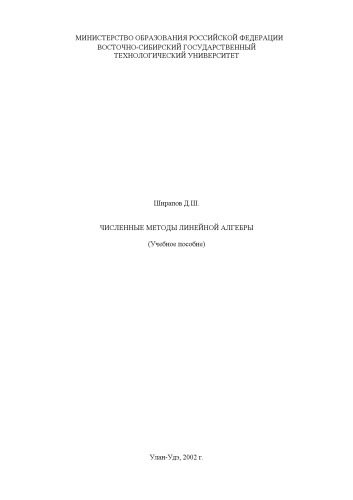 МИНИСТЕРСТВО ОБРАЗОВАНИЯ РОССИЙСКОЙ ФЕДЕРАЦИИ
ВОСТОЧНО-СИБИРСКИЙ ГОСУДАРСТВЕННЫЙ
ТЕХНОЛОГИЧЕСКИЙ УНИВЕРСИТЕТ
Ширапов Д.Ш.
ЧИСЛЕННЫЕ МЕТОДЫ ЛИНЕЙНОЙ АЛГЕБРЫ
(Учебное пособие)
Улан-Удэ, 2002 г.